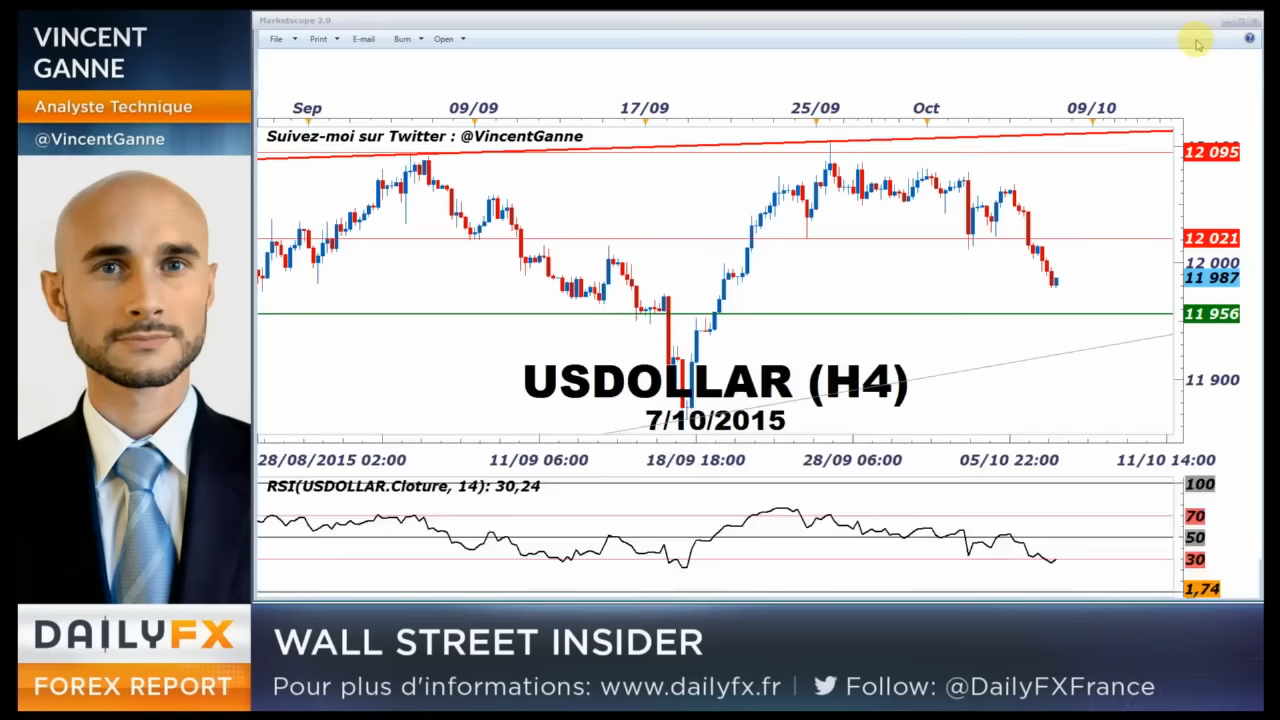 VINCENT
GANNE
Analyste Technique
@VincentGanne
Marketscope 2.0
File Print E-mail Burn Open
Sep 09/09 17/09 25/09 Oct 09/10
Suivez-moi sur Twitter : @VincentGanne
12 095
12 021
12 000
11 987
11 956
11 900
USDOLLAR (H4)
7/10/2015
28/08/2015 02:00 11/09 06:00 18/09 18:00 28/09 06:00 05/10 22:00 11/10 14:00
RSI(USDOLLAR.Cloture, 14): 30,24
100
70
50
30
1,74
DAILYFX
FOREX REPORT
WALL STREET INSIDER
Pour plus d'informations: www.dailyfx.fr | Follow: @DailyFXFrance